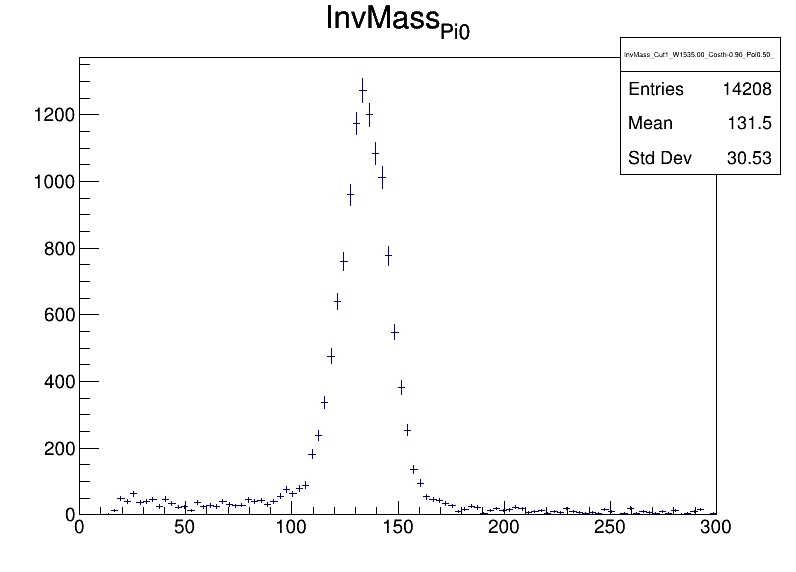 InvMassPi0
InvMass_Cut1_W1535.00_Costh-0.90_Pol0.50_
Entries 14208
Mean 131.5
Std Dev 30.53
1200
1000
800
600
400
200
0
0 50 100 150 200 250 300